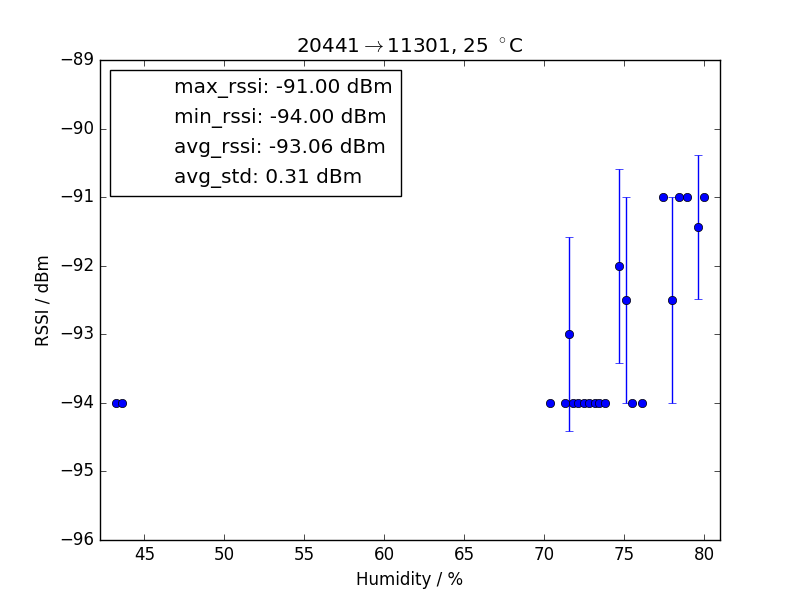 20441→11301, 25 °C
max_rssi: -91.00 dBm
min_rssi: -94.00 dBm
avg_rssi: -93.06 dBm
avg_std: 0.31 dBm
RSSI / dBm
−89
−90
−91
−92
−93
−94
−95
−96
45 50 55 60 65 70 75 80
Humidity / %